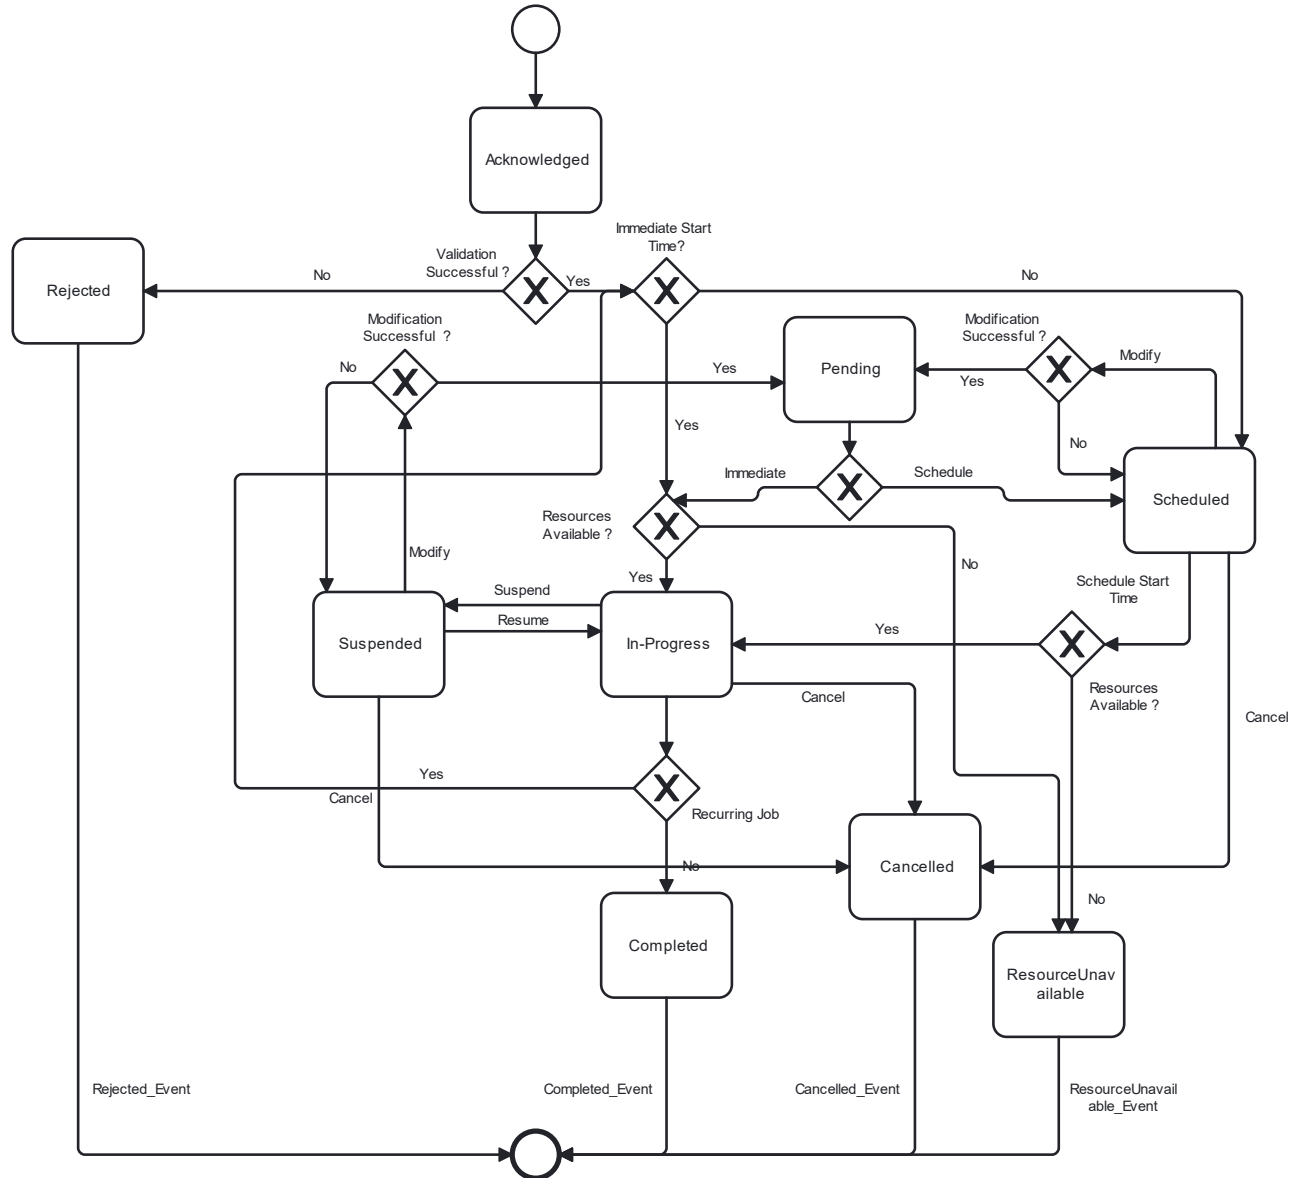 Acknowledged
Immediate Start
Time?
Validation
Successful ?
Yes
No
No
Rejected
Modification
Successful  ?
No
Yes
Pending
Modification
Successful ?
Modify
Yes
No
Yes
Immediate
Schedule
Scheduled
Resources
Available ?
Modify
No
Yes
Suspend
Resume
Suspended
In-Progress
Yes
Schedule Start
Time
Resources
Available ?
Cancel
Cancel
Yes
Cancel
Recurring Job
No
Cancelled
No
Completed
ResourceUnav
ailable
Rejected_Event
Completed_Event
Cancelled_Event
ResourceUnavail
able_Event